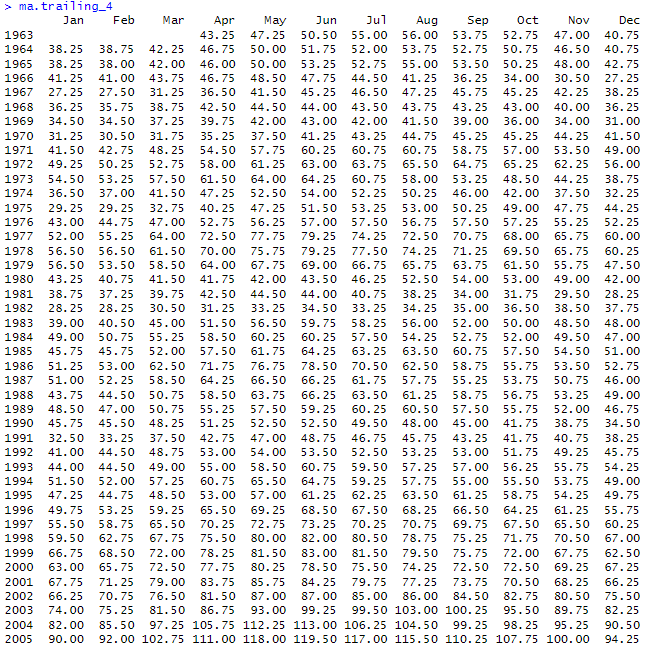 > ma.trailing_4
Jan Feb Mar Apr May Jun Jul Aug Sep Oct Nov Dec
1963 43.25 47.25 50.50 55.00 56.00 53.75 52.75 47.00 40.75
1964 38.25 38.75 42.25 46.75 50.00 51.75 52.00 53.75 52.75 50.75 46.50 40.75
1965 38.25 38.00 42.00 46.00 50.00 53.25 52.75 55.00 53.50 50.25 48.00 42.75
1966 41.25 41.00 43.75 46.75 48.50 47.75 44.50 41.25 36.25 34.00 30.50 27.25
1967 27.25 27.50 31.25 36.50 41.50 45.25 46.50 47.25 45.75 45.25 42.25 38.25
1968 36.25 35.75 38.75 42.50 44.50 44.00 43.50 43.75 43.25 43.00 40.00 36.25
1969 34.50 34.50 37.25 39.75 42.00 43.00 42.00 41.50 39.00 36.00 34.00 31.00
1970 31.25 30.50 31.75 35.25 37.50 41.25 43.25 44.75 45.25 45.25 44.25 41.50
1971 41.50 42.75 48.25 54.50 57.75 60.25 60.75 60.75 58.75 57.00 53.50 49.00
1972 49.25 50.25 52.75 58.00 61.25 63.00 63.75 65.50 64.75 65.25 62.25 56.00
1973 54.50 53.25 57.50 61.50 64.00 64.25 60.75 58.00 53.25 48.50 44.25 38.75
1974 36.50 37.00 41.50 47.25 52.50 54.00 52.25 50.25 46.00 42.00 37.50 32.25
1975 29.25 29.25 32.75 40.25 47.25 51.50 53.25 53.00 50.25 49.00 47.75 44.25
1976 43.00 44.75 47.00 52.75 56.25 57.00 57.50 56.75 57.50 57.25 55.25 52.25
1977 52.00 55.25 64.00 72.50 77.75 79.25 74.25 72.50 70.75 68.00 65.75 60.00
1978 56.50 56.50 61.50 70.00 75.75 79.25 77.50 74.25 71.25 69.50 65.75 60.25
1979 56.50 53.50 58.50 64.00 67.75 69.00 66.75 65.75 63.75 61.50 55.75 47.50
1980 43.25 40.75 41.50 41.75 42.00 43.50 46.25 52.50 54.00 53.00 49.00 42.00
1981 38.75 37.25 39.75 42.50 44.50 44.00 40.75 38.25 34.00 31.75 29.50 28.25
1982 28.25 28.25 30.50 31.25 33.25 34.50 33.25 34.25 35.00 36.50 38.50 37.75
1983 39.00 40.50 45.00 51.50 56.50 59.75 58.25 56.00 52.00 50.00 48.50 48.00
1984 49.00 50.75 55.25 58.50 60.25 60.25 57.50 54.25 52.75 52.00 49.50 47.00
1985 45.75 45.75 52.00 57.50 61.75 64.25 63.25 63.50 60.75 57.50 54.50 51.00
1986 51.25 53.00 62.50 71.75 76.75 78.50 70.50 62.50 58.75 55.75 53.50 52.75
1987 51.00 52.25 58.50 64.25 66.50 66.25 61.75 57.75 55.25 53.75 50.75 46.00
1988 43.75 44.50 50.75 58.50 63.75 66.25 63.50 61.25 58.75 56.75 53.25 49.00
1989 48.50 47.00 50.75 55.25 57.50 59.25 60.25 60.50 57.50 55.75 52.00 46.75
1990 45.75 45.50 48.25 51.25 52.50 52.50 49.50 48.00 45.00 41.75 38.75 34.50
1991 32.50 33.25 37.50 42.75 47.00 48.75 46.75 45.75 43.25 41.75 40.75 38.25
1992 41.00 44.50 48.75 53.00 54.00 53.50 52.50 53.25 53.00 51.75 49.25 45.75
1993 44.00 44.50 49.00 55.00 58.50 60.75 59.50 57.25 57.00 56.25 55.75 54.25
1994 51.50 52.00 57.25 60.75 65.50 64.75 59.25 57.75 55.00 55.50 53.75 49.00
1995 47.25 44.75 48.50 53.00 57.00 61.25 62.25 63.50 61.25 58.75 54.25 49.75
1996 49.75 53.25 59.25 65.50 69.25 68.50 67.50 68.25 66.50 64.25 61.25 55.75
1997 55.50 58.75 65.50 70.25 72.75 73.25 70.25 70.75 69.75 67.50 65.50 60.25
1998 59.50 62.75 67.75 75.50 80.00 82.00 80.50 78.75 75.25 71.75 70.50 67.00
1999 66.75 68.50 72.00 78.25 81.50 83.00 81.50 79.50 75.75 72.00 67.75 62.50
2000 63.00 65.75 72.50 77.75 80.25 78.50 75.50 74.25 72.50 72.50 69.25 67.25
2001 67.75 71.25 79.00 83.75 85.75 84.25 79.75 77.25 73.75 70.50 68.25 66.25
2002 66.25 70.75 76.50 81.50 87.00 87.00 85.00 86.00 84.50 82.75 80.50 75.50
2003 74.00 75.25 81.50 86.75 93.00 99.25 99.50 103.00 100.25 95.50 89.75 82.25
2004 82.00 85.50 97.25 105.75 112.25 113.00 106.25 104.50 99.25 98.25 95.25 90.50
2005 90.00 92.00 102.75 111.00 118.00 119.50 117.00 115.50 110.25 107.75 100.00 94.25